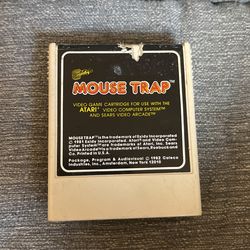 MOUSE TRAP™
VIDEO GAME CARTRIDGE FOR USE WITH THE
ATARI® VIDEO COMPUTER SYSTEM™
AND SEARS VIDEO ARCADE™
MOUSE TRAP™ is the trademark of Exidy Incorporated
© 1981 Exidy Incorporated. Atari® and Video Com-
puter System™ are trademarks of Atari, Inc. Sears
Video Arcade™ is a trademark of Sears, Roebuck and
Co. Printed in U.S.A.
Package, Program & Audiovisual © 1982 Coleco
Industries, Inc., Amsterdam, New York 12010